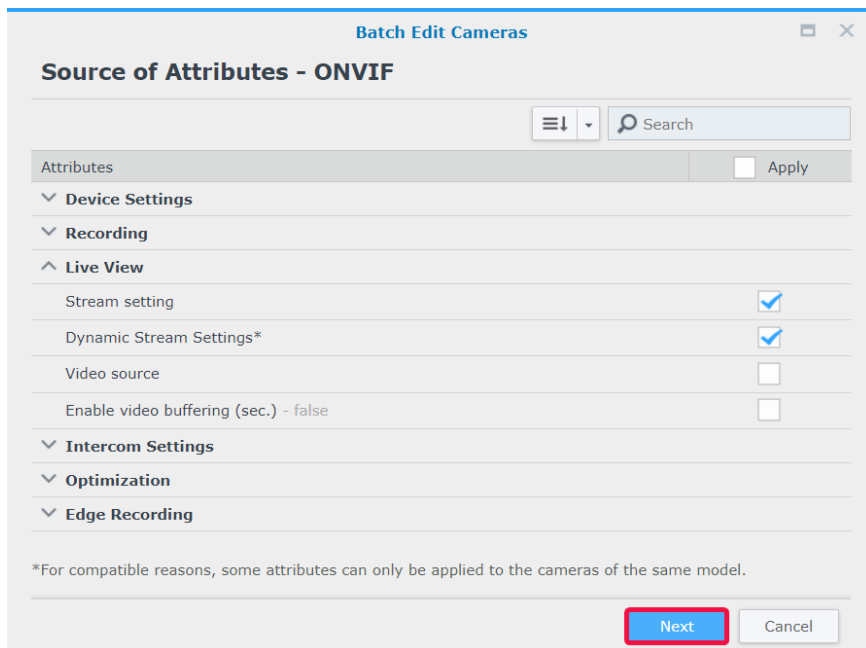 Batch Edit Cameras
Source of Attributes - ONVIF
Search
Attributes Apply
Device Settings
Recording
Live View
Stream setting
Dynamic Stream Settings*
Video source
Enable video buffering (sec.) - false
Intercom Settings
Optimization
Edge Recording
*For compatible reasons, some attributes can only be applied to the cameras of the same model.
Next Cancel